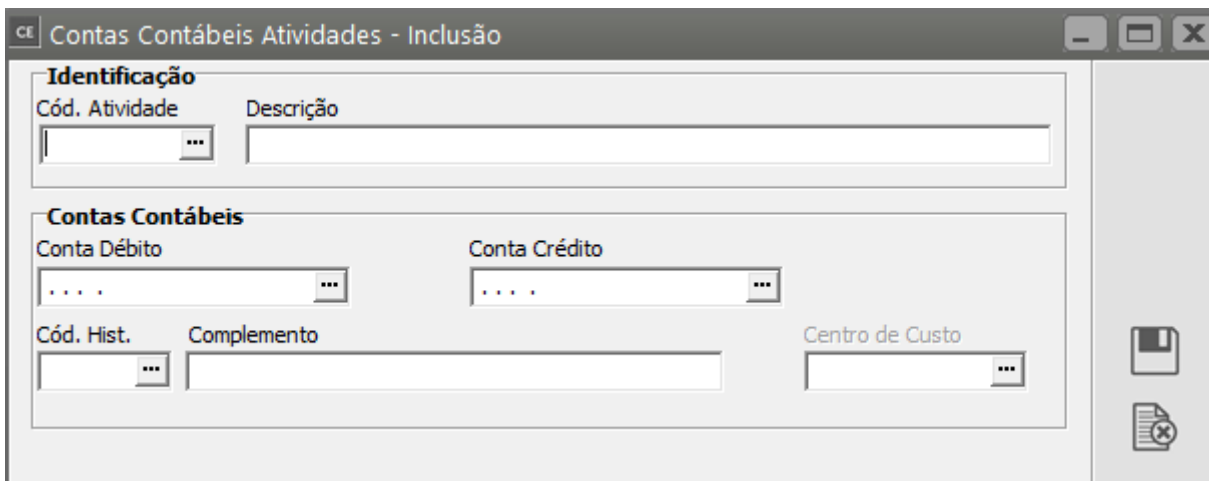 CE Contas Contábeis Atividades - Inclusão
Identificação
Cód. Atividade Descrição
...
Contas Contábeis
Conta Débito Conta Crédito
. . . . ... . . . . ...
Cód. Hist. Complemento Centro de Custo
... ...